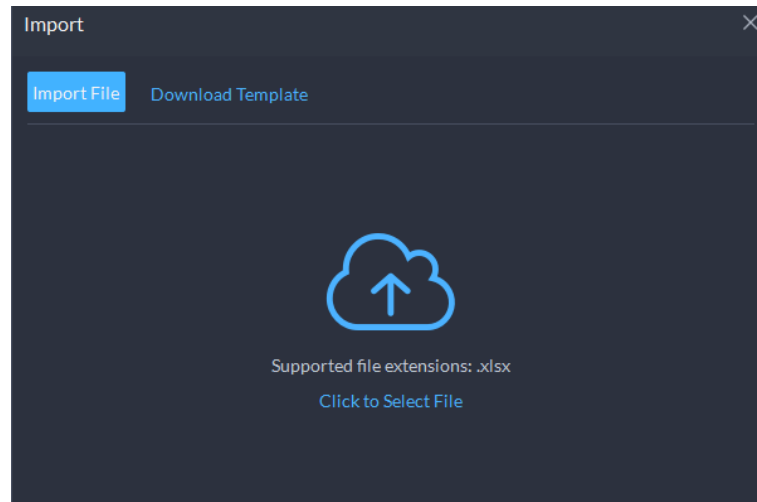 Import
Import File
Download Template
Supported file extensions: .xlsx
Click to Select File